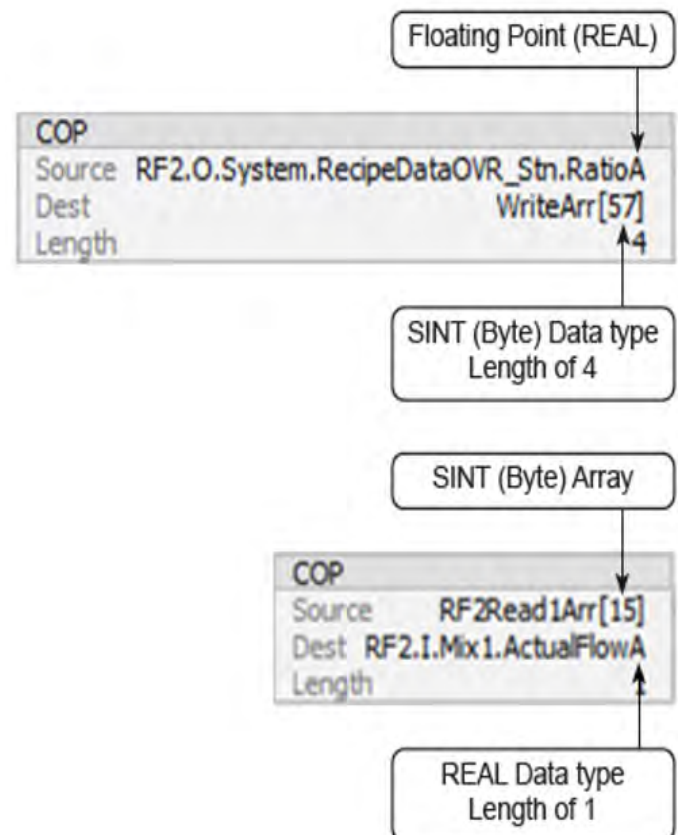 Floating Point (REAL)
COP
Source RF2.O.System.RecipeDataOVR_Stn.RatioA
Dest WriteArr[57]
Length 4
SINT (Byte) Data type
Length of 4
SINT (Byte) Array
COP
Source RF2Read1Arr[15]
Dest RF2.I.Mix1.ActualFlowA
Length
REAL Data type
Length of 1